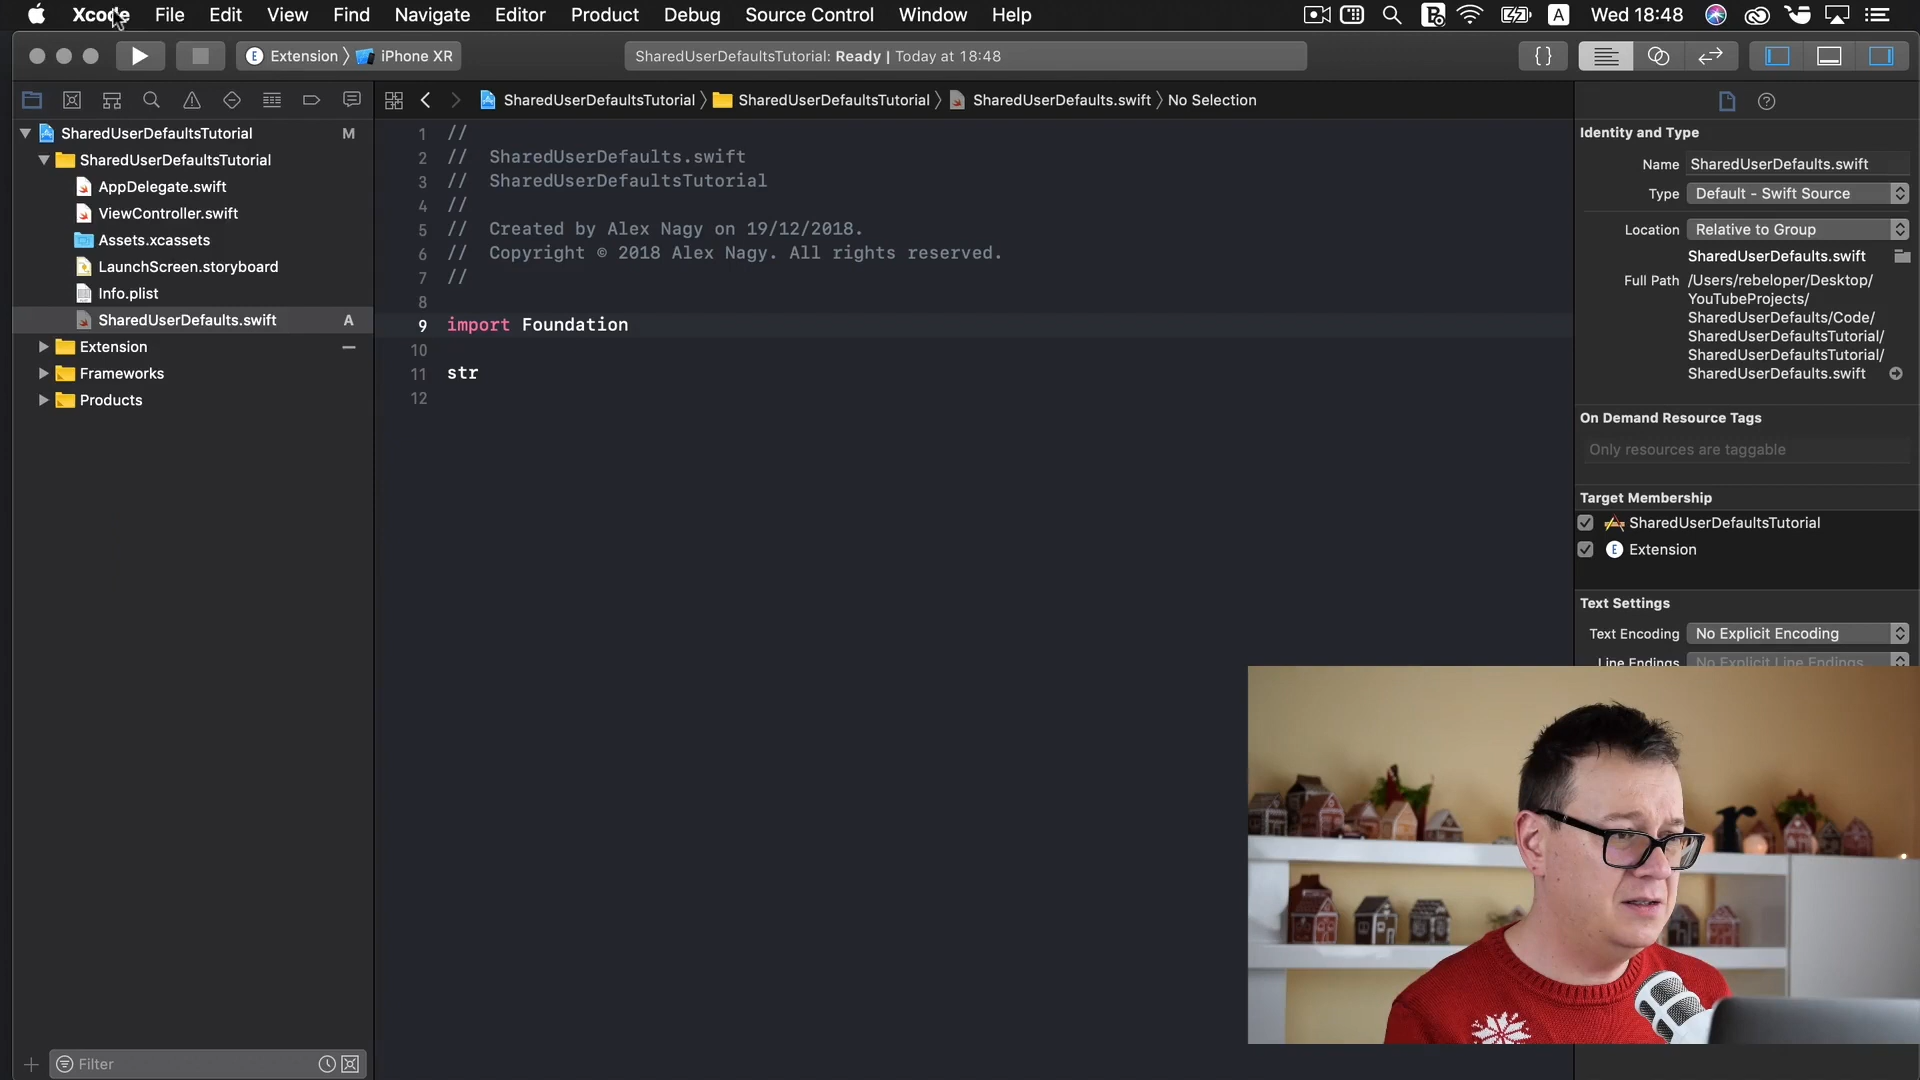 Xcode File Edit View Find Navigate Editor Product Debug Source Control Window Help A Wed 18:48
E Extension iPhone XR SharedUserDefaultsTutorial: Ready | Today at 18:48 {}
SharedUserDefaultsTutorial SharedUserDefaultsTutorial SharedUserDefaults.swift No Selection
SharedUserDefaultsTutorial M
SharedUserDefaultsTutorial
AppDelegate.swift
ViewController.swift
Assets.xcassets
LaunchScreen.storyboard
Info.plist
SharedUserDefaults.swift A
Extension
Frameworks
Products
Filter
1 //
2 // SharedUserDefaults.swift
3 // SharedUserDefaultsTutorial
4 //
5 // Created by Alex Nagy on 19/12/2018.
6 // Copyright © 2018 Alex Nagy. All rights reserved.
7 //
8
9 import Foundation
10
11 str
12
Identity and Type
Name SharedUserDefaults.swift
Type Default - Swift Source
Location Relative to Group
SharedUserDefaults.swift
Full Path /Users/rebeloper/Desktop/
YouTubeProjects/
SharedUserDefaults/Code/
SharedUserDefaultsTutorial/
SharedUserDefaultsTutorial/
SharedUserDefaults.swift
On Demand Resource Tags
Only resources are taggable
Target Membership
SharedUserDefaultsTutorial
E Extension
Text Settings
Text Encoding No Explicit Encoding
Line Endings No Explicit Line Endings